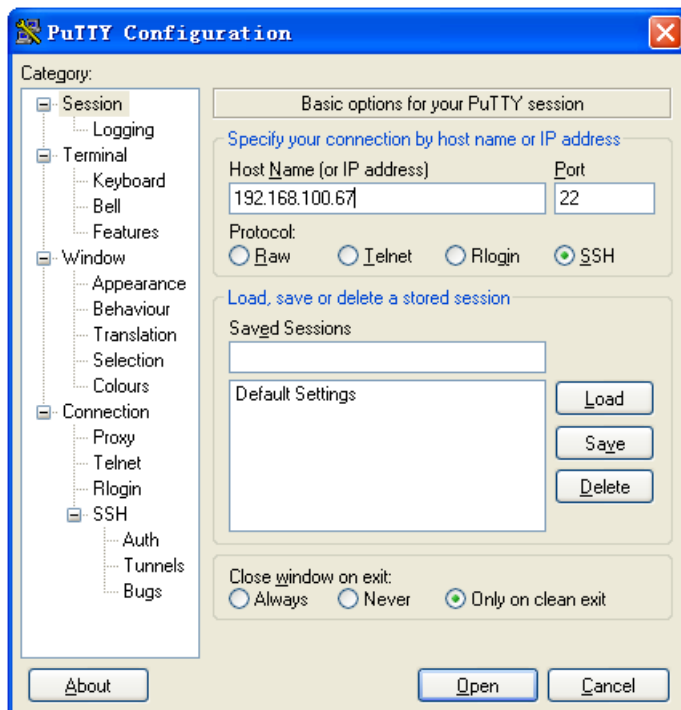 PuTTY Configuration
Category:
Session
Logging
Terminal
Keyboard
Bell
Features
Window
Appearance
Behaviour
Translation
Selection
Colours
Connection
Proxy
Telnet
Rlogin
SSH
Auth
Tunnels
Bugs
Basic options for your PuTTY session
Specify your connection by host name or IP address
Host Name (or IP address) Port
192.168.100.67 22
Protocol:
Raw Telnet Rlogin SSH
Load, save or delete a stored session
Saved Sessions
Default Settings
Load
Save
Delete
Close window on exit:
Always Never Only on clean exit
About Open Cancel